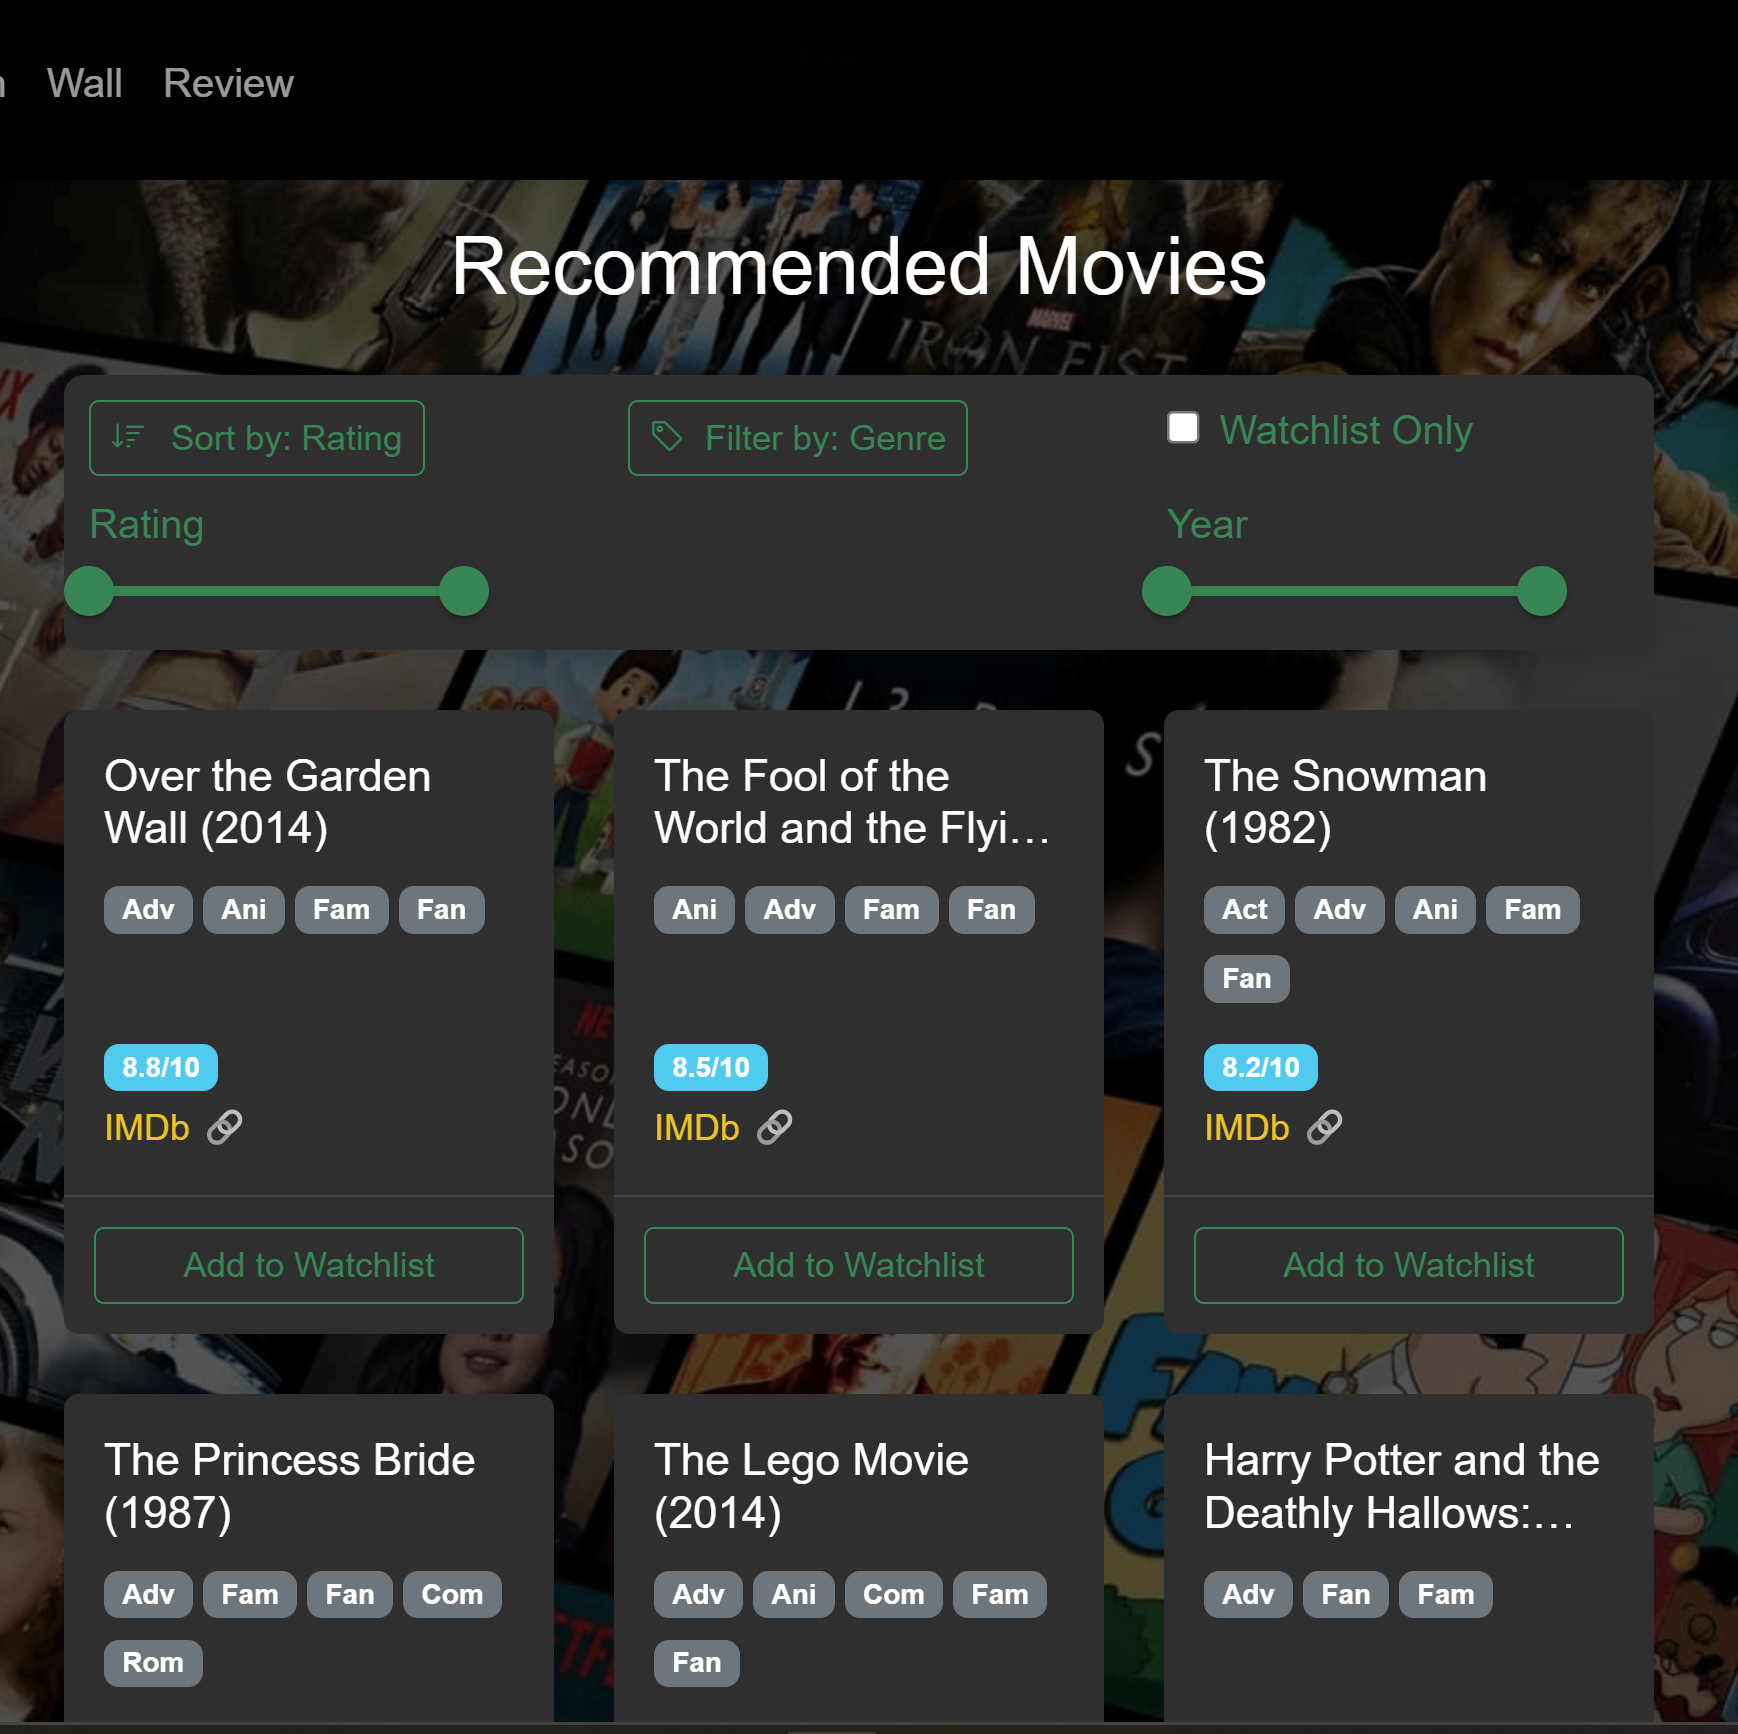 Wall Review
Recommended Movies
MARVEL
IRON FIST
Sort by: Rating
Filter by: Genre
Watchlist Only
Rating
Year
Over the Garden
Wall (2014)
Adv Ani Fam Fan
8.8/10
IMDb
Add to Watchlist
The Fool of the
World and the Flyi…
Ani Adv Fam Fan
8.5/10
IMDb
Add to Watchlist
The Snowman
(1982)
Act Adv Ani Fam
Fan
8.2/10
IMDb
Add to Watchlist
The Princess Bride
(1987)
Adv Fam Fan Com
Rom
The Lego Movie
(2014)
Adv Ani Com Fam
Fan
Harry Potter and the
Deathly Hallows:…
Adv Fan Fam